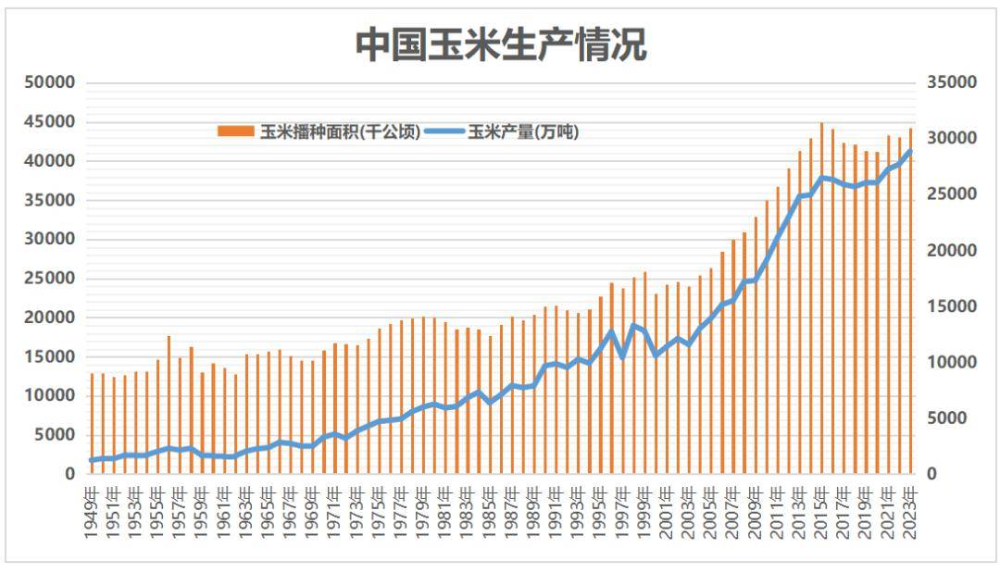 中国玉米生产情况
50000
45000
40000
35000
30000
25000
20000
15000
10000
5000
0
玉米播种面积(千公顷) 玉米产量(万吨)
35000
30000
25000
20000
15000
10000
5000
0
1949年
1951年
1953年
1955年
1957年
1959年
1961年
1963年
1965年
1967年
1969年
1971年
1973年
1975年
1977年
1979年
1981年
1983年
1985年
1987年
1989年
1991年
1993年
1995年
1997年
1999年
2001年
2003年
2005年
2007年
2009年
2011年
2013年
2015年
2017年
2019年
2021年
2023年